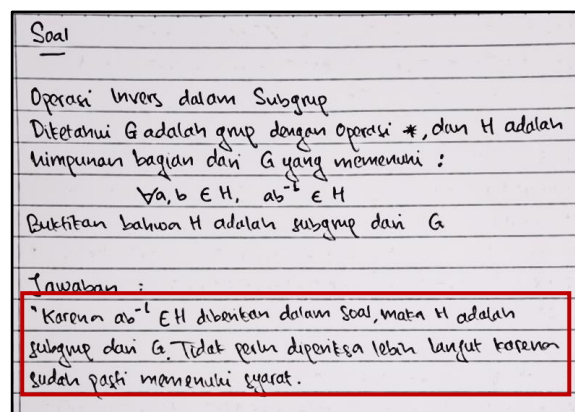 Soal
Operasi Invers dalam Subgrup
Diketahui G adalah grup dengan operasi *, dan H adalah
himpunan bagian dari G yang memenuhi :
∀a, b ∈ H, ab⁻¹ ∈ H
Buktikan bahwa H adalah subgrup dari G
Jawaban :
"Karena ab⁻¹ ∈ H diberikan dalam soal, maka H adalah
subgrup dari G. Tidak perlu diperiksa lebih lanjut karena
sudah pasti memenuhi syarat.